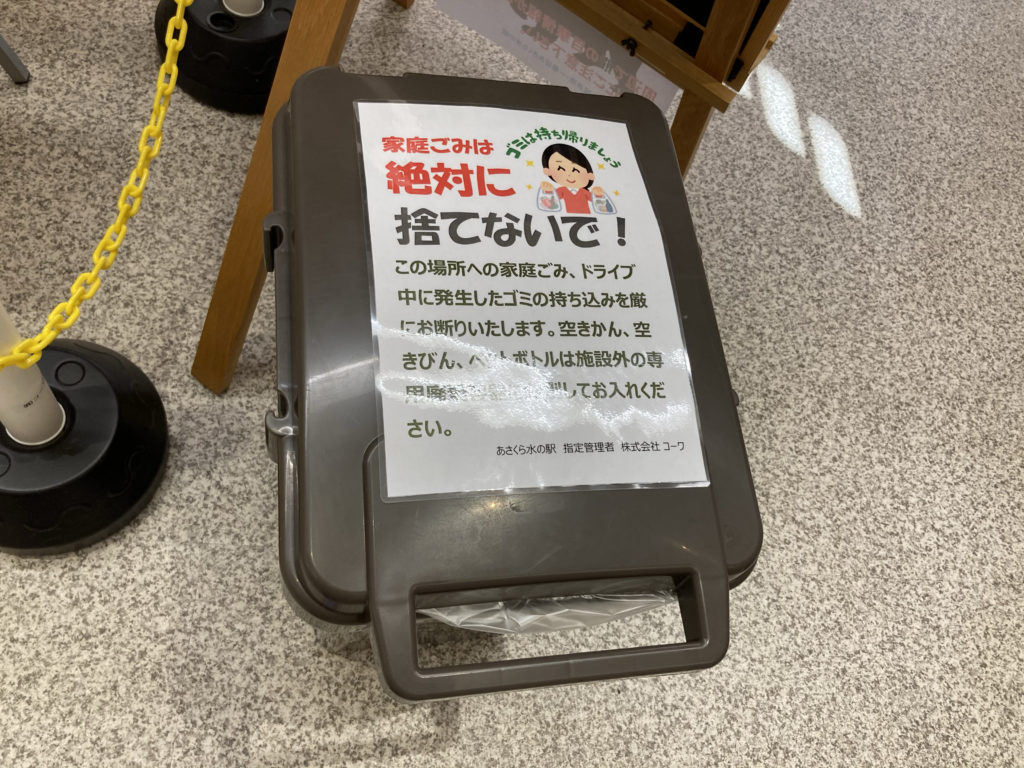 家庭ごみは
ゴミは持ち帰りましょう
絶対に
捨てないで!
この場所への家庭ごみ、ドライブ
中に発生したゴミの持ち込みを厳
にお断りいたします。空きかん、空
きびん、ペットボトルは施設外の専
用廃 してお入れくだ
さい。
あさくら水の駅 指定管理者 株式会社 コーワ